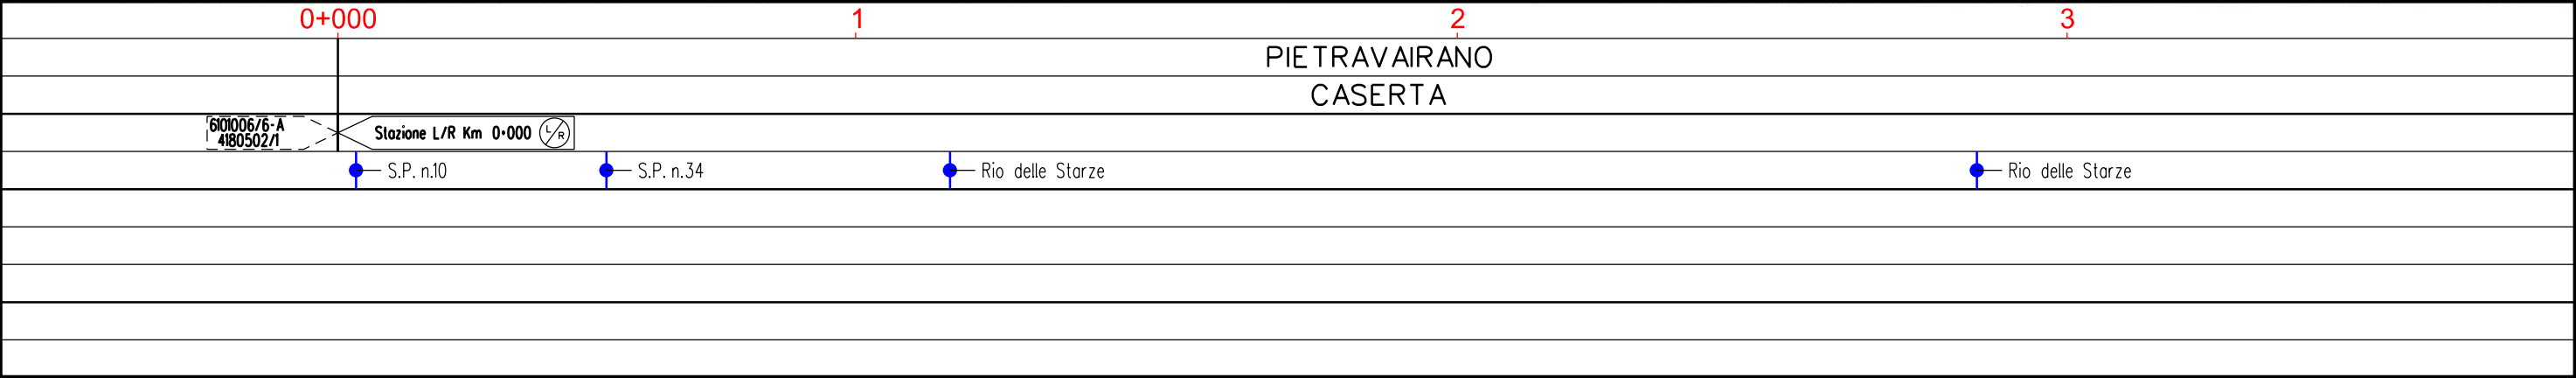 0+000 1 2 3
PIETRAVAIRANO
CASERTA
6101006/6-A
4180502/1
Stazione L/R Km 0+000 L/R
S.P. n.10 S.P. n.34 Rio delle Starze Rio delle Starze